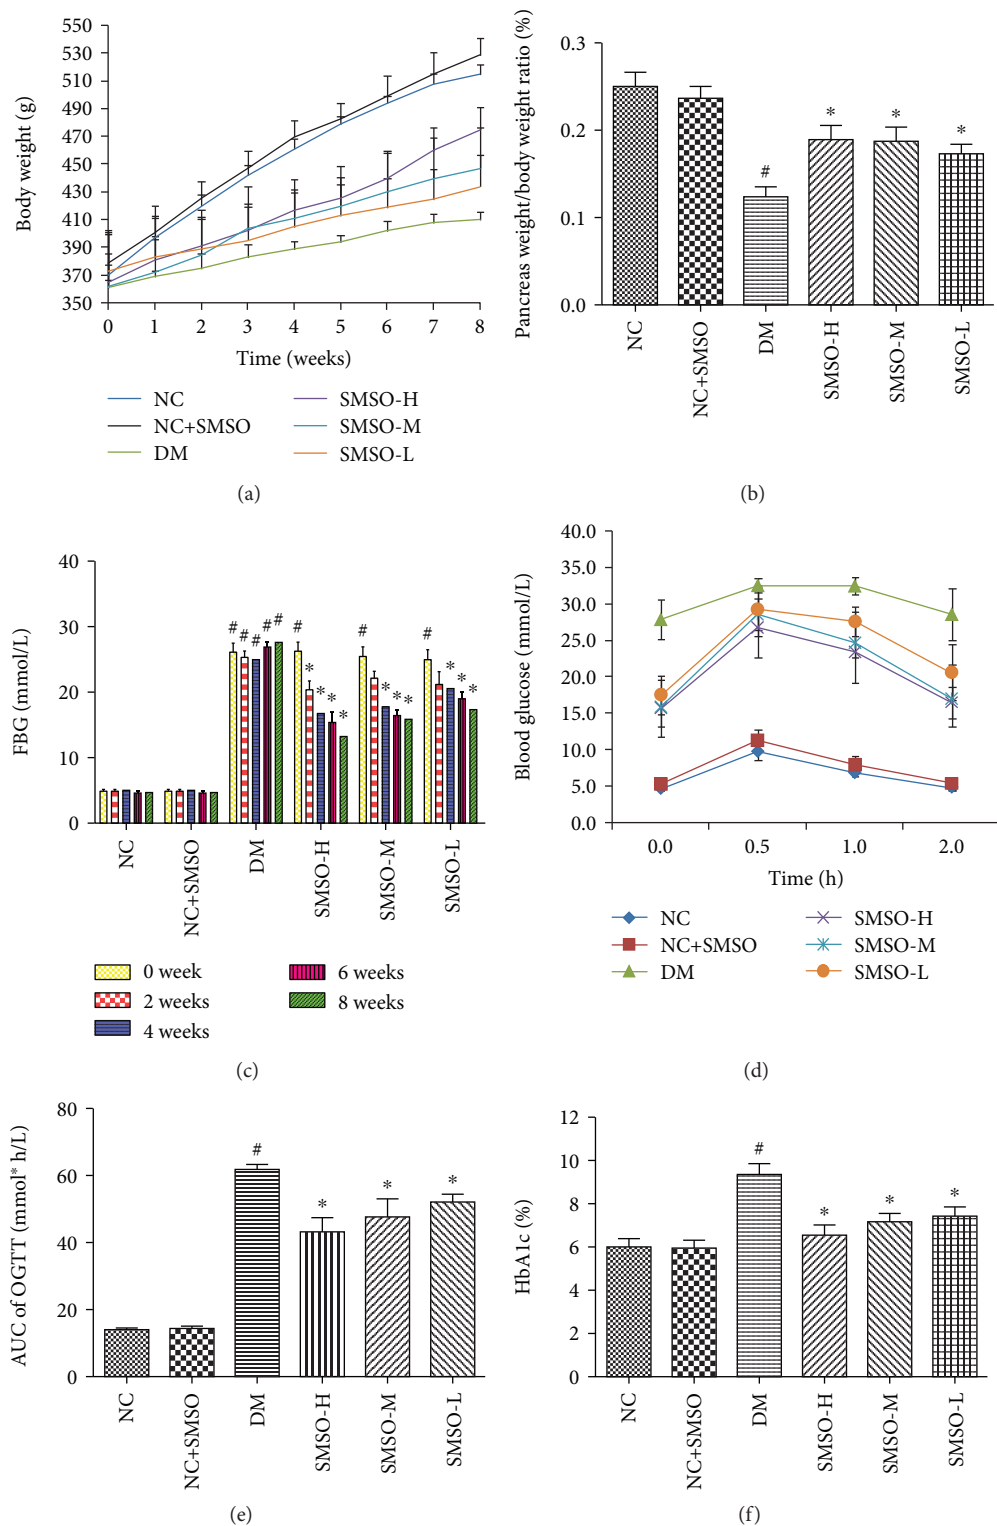 Body weight (g)
550
530
510
490
470
450
430
410
390
370
350
0 1 2 3 4 5 6 7 8
Time (weeks)
NC
NC+SMSO
DM
SMSO-H
SMSO-M
SMSO-L
(a)
Pancreas weight/body weight ratio (%)
0.3
0.2
0.1
0.0
#
*
*
*
NC
NC+SMSO
DM
SMSO-H
SMSO-M
SMSO-L
(b)
FBG (mmol/L)
40
30
20
10
0
# # # # #
# * * * *
# * * *
# * * *
NC
NC+SMSO
DM
SMSO-H
SMSO-M
SMSO-L
0 week
2 weeks
4 weeks
6 weeks
8 weeks
(c)
Blood glucose (mmol/L)
40.0
35.0
30.0
25.0
20.0
15.0
10.0
5.0
0.0
0.0 0.5 1.0 2.0
Time (h)
NC
NC+SMSO
DM
SMSO-H
SMSO-M
SMSO-L
(d)
AUC of OGTT (mmol* h/L)
80
60
40
20
0
#
*
*
*
NC
NC+SMSO
DM
SMSO-H
SMSO-M
SMSO-L
(e)
HbA1c (%)
12
10
8
6
4
2
0
#
*
*
*
NC
NC+SMSO
DM
SMSO-H
SMSO-M
SMSO-L
(f)